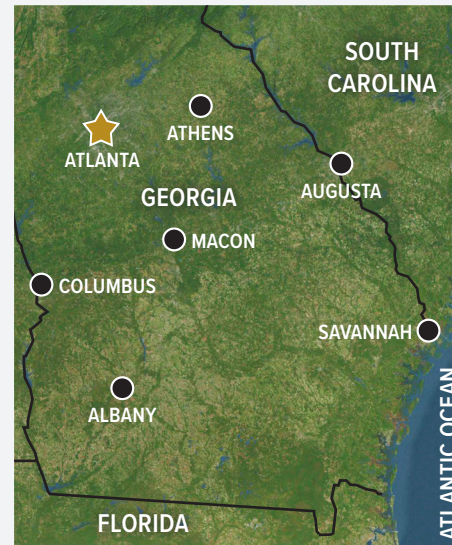 SOUTH
CAROLINA
ATHENS
ATLANTA
AUGUSTA
GEORGIA
MACON
COLUMBUS
SAVANNAH
ALBANY
ATLANTIC OCEAN
FLORIDA